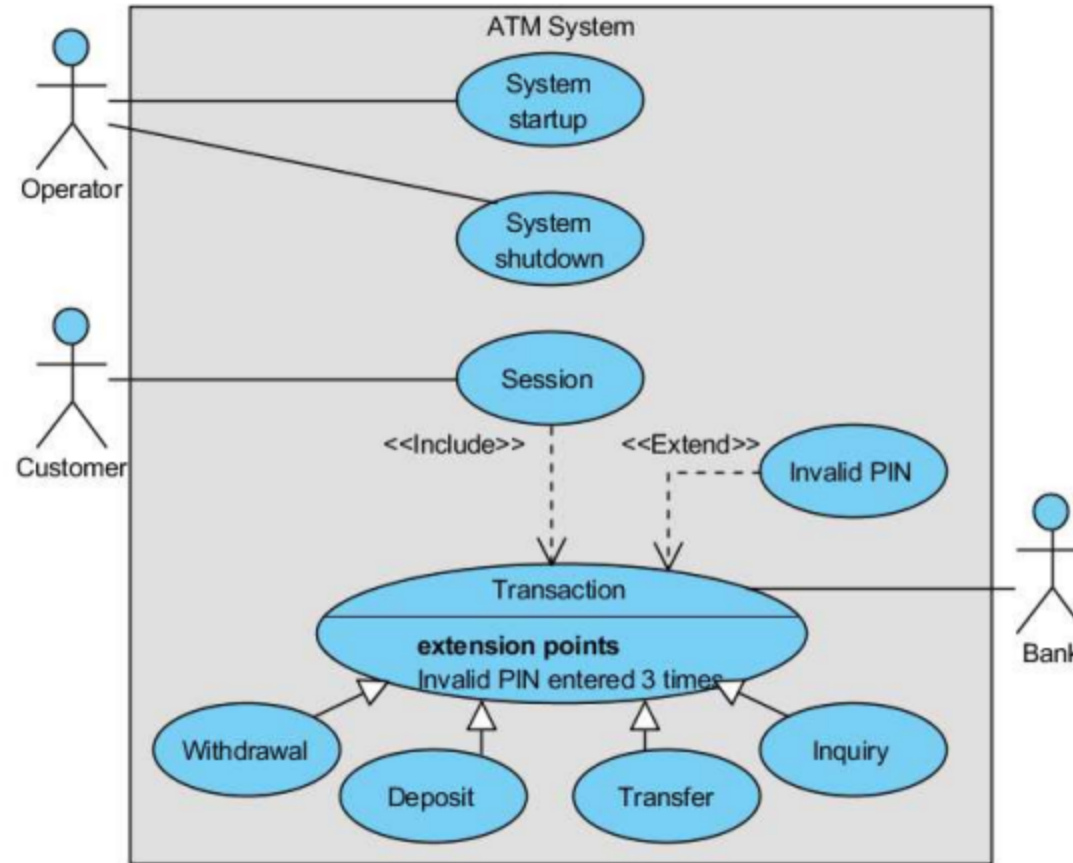 ATM System
System
startup
Operator
System
shutdown
Session
Customer
<<Include>>
<<Extend>>
Invalid PIN
Transaction
extension points
Invalid PIN entered 3 times
Bank
Withdrawal
Deposit
Transfer
Inquiry